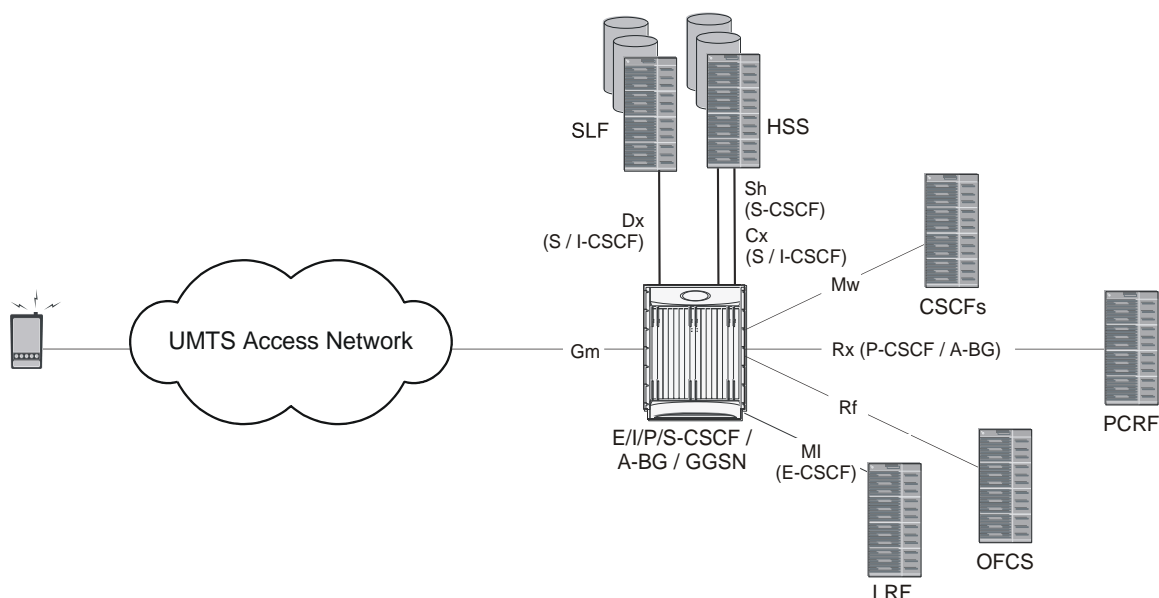 SLF
HSS
Sh
(S-CSCF)
Dx
(S / I-CSCF)
Cx
(S / I-CSCF)
Mw
CSCFs
UMTS Access Network
Gm
Rx (P-CSCF / A-BG)
PCRF
Rf
E/I/P/S-CSCF /
A-BG / GGSN
Ml
(E-CSCF)
OFCS
LRF